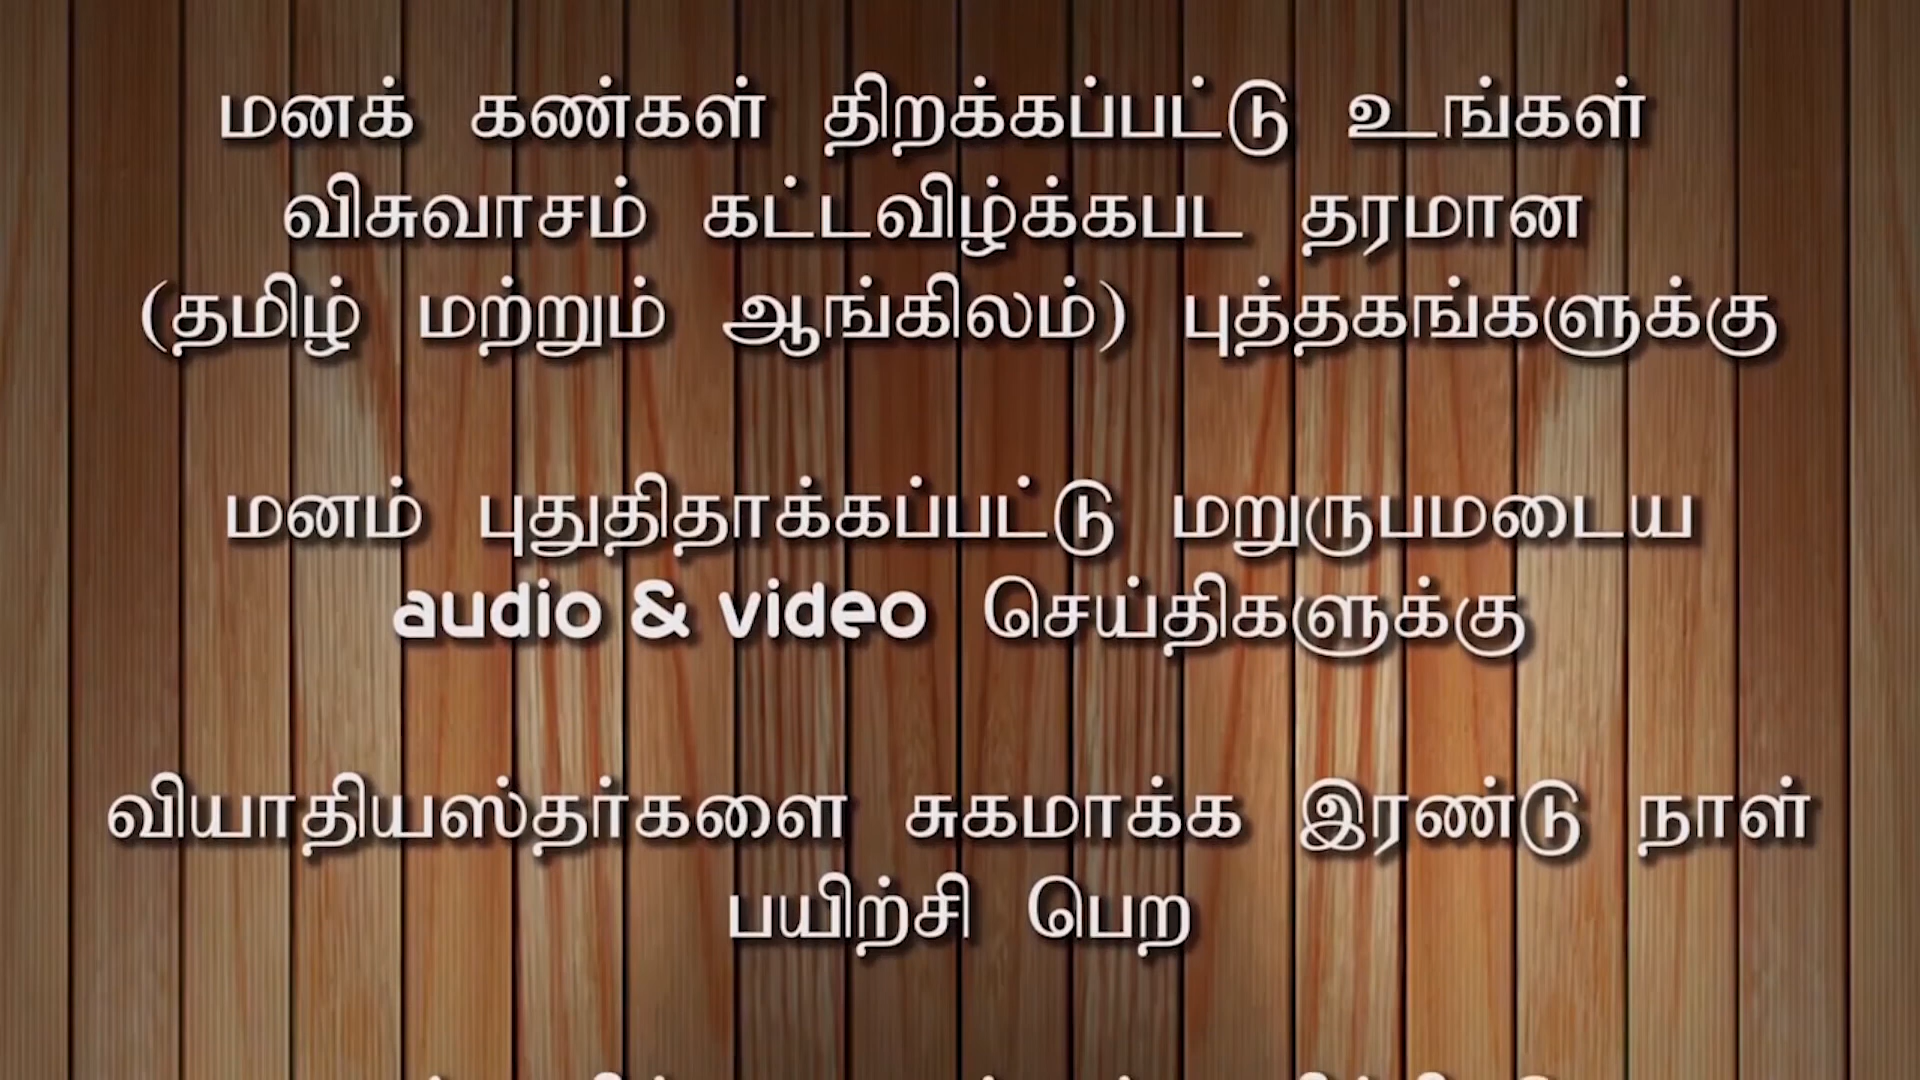 மனக் கண்கள் திறக்கப்பட்டு உங்கள்
விசுவாசம் கட்டவிழ்க்கபட தரமான
(தமிழ் மற்றும் ஆங்கிலம்) புத்தகங்களுக்கு
மனம் புதுதிதாக்கப்பட்டு மறுருபமடைய
audio & video செய்திகளுக்கு
வியாதியஸ்தர்களை சுகமாக்க இரண்டு நாள்
பயிற்சி பெற